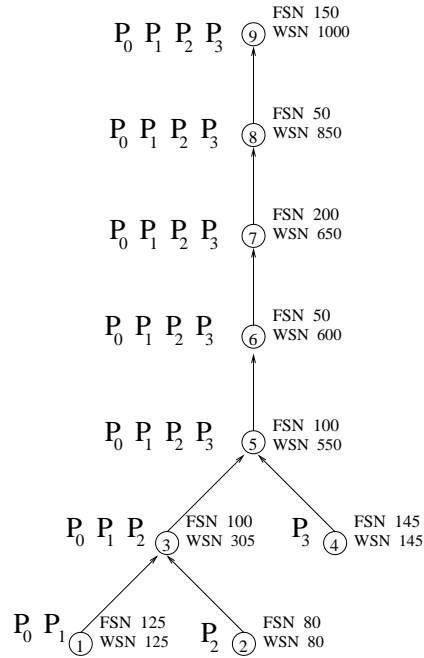 P0 P1 P2 P3 9 FSN 150
WSN 1000
P0 P1 P2 P3 8 FSN 50
WSN 850
P0 P1 P2 P3 7 FSN 200
WSN 650
P0 P1 P2 P3 6 FSN 50
WSN 600
P0 P1 P2 P3 5 FSN 100
WSN 550
P0 P1 P2 3 FSN 100
WSN 305
P3 4 FSN 145
WSN 145
P0 P1 1 FSN 125
WSN 125
P2 2 FSN 80
WSN 80